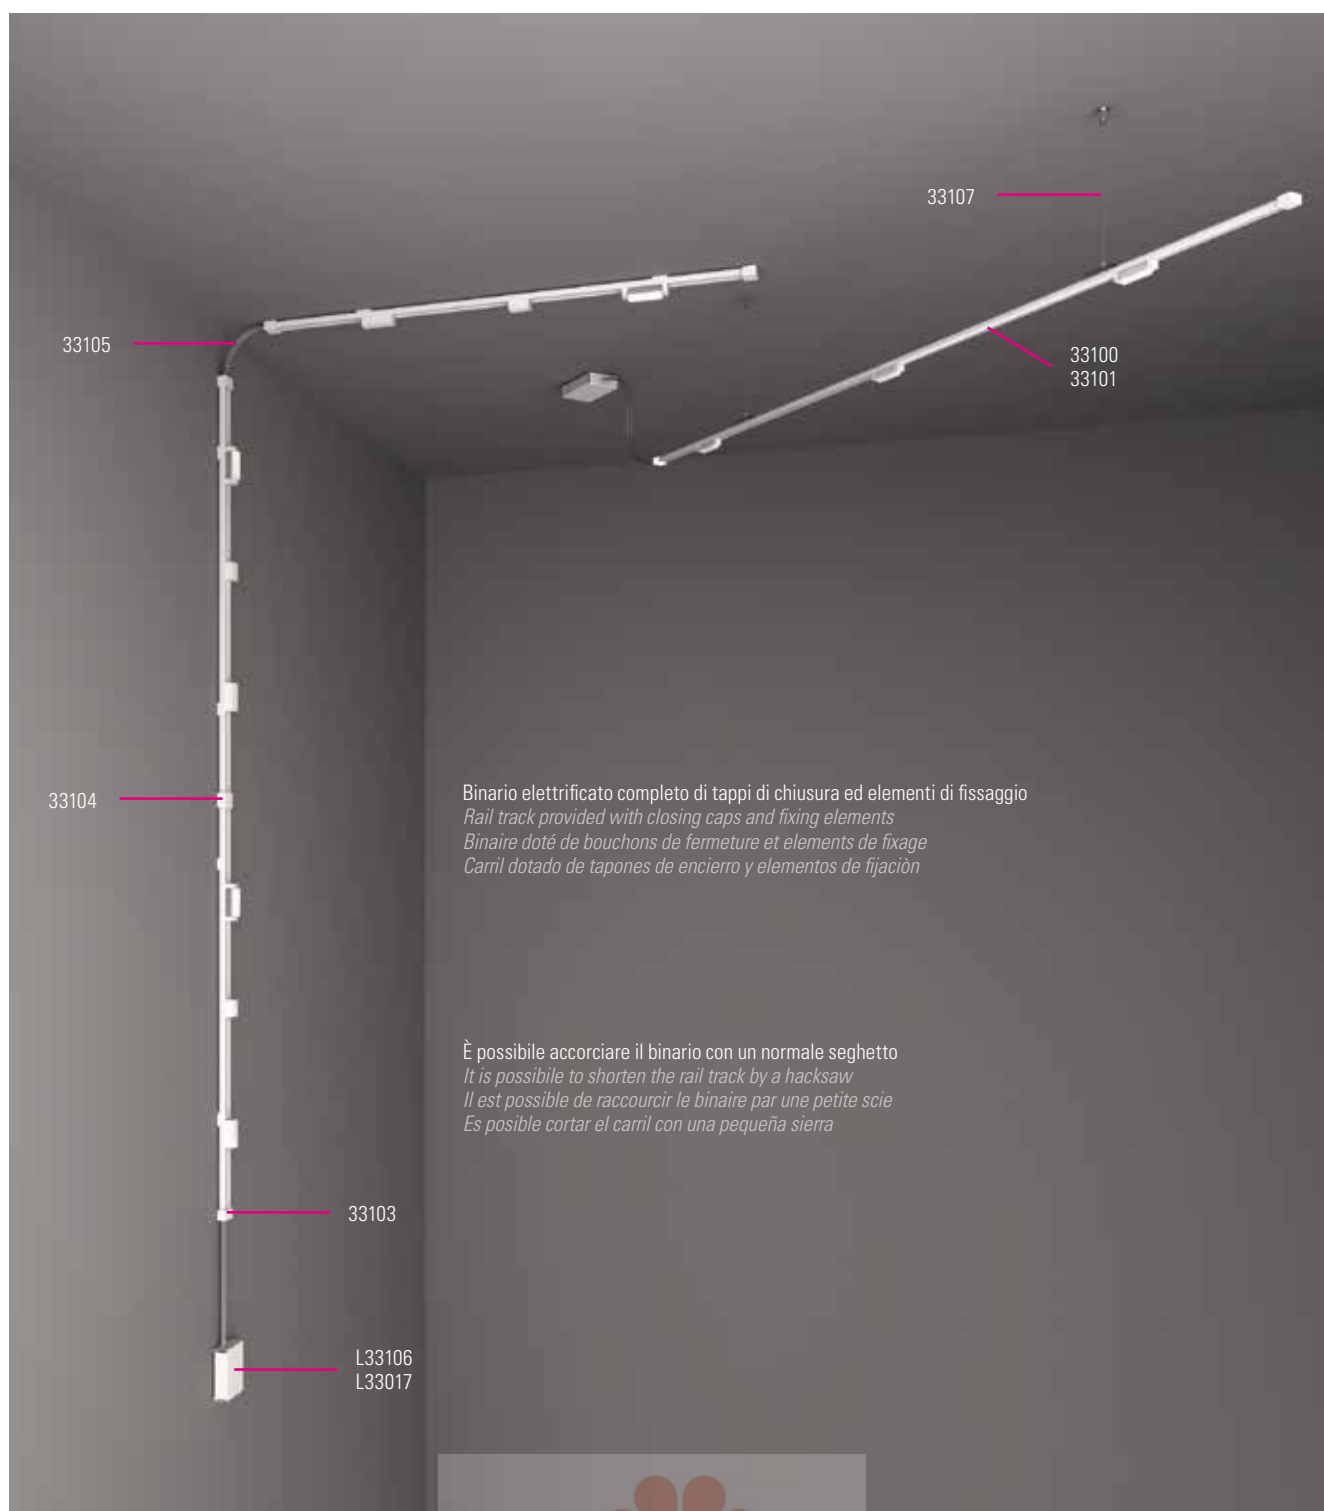 33107
33105
33100
33101
33104
Binario elettrificato completo di tappi di chiusura ed elementi di fissaggio
Rail track provided with closing caps and fixing elements
Binaire doté de bouchons de fermeture et elements de fixage
Carril dotado de tapones de encierro y elementos de fijaciòn
È possibile accorciare il binario con un normale seghetto
It is possibile to shorten the rail track by a hacksaw
Il est possible de raccourcir le binaire par une petite scie
Es posible cortar el carril con una pequeña sierra
33103
L33106
L33017